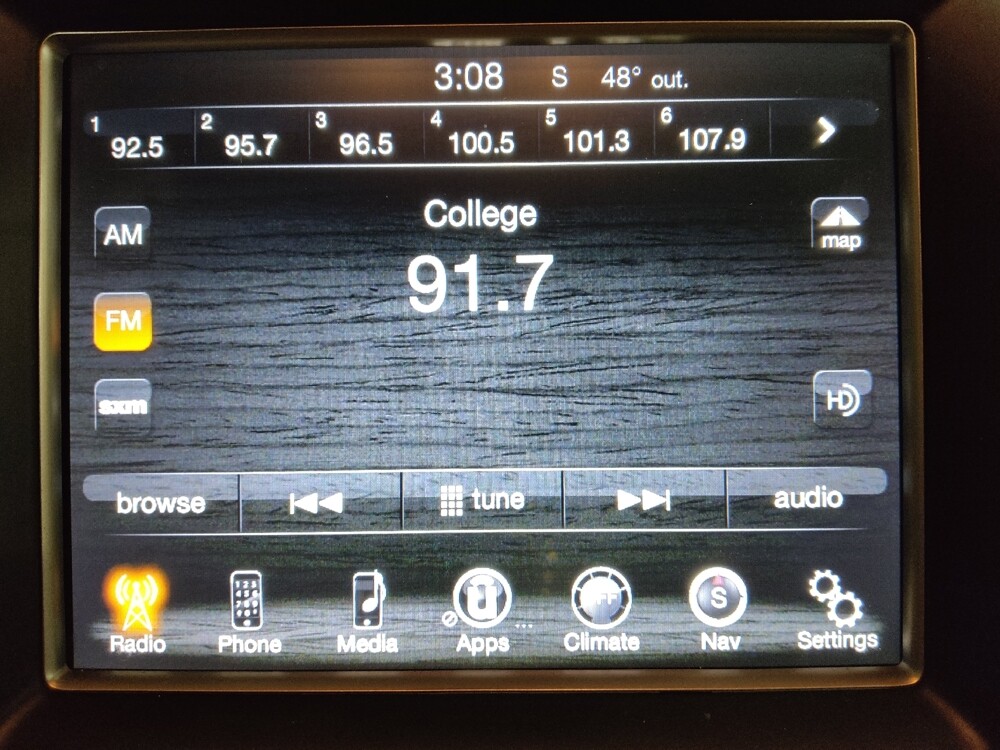 3:08 S 48° out.
1 92.5 2 95.7 3 96.5 4 100.5 5 101.3 6 107.9
College
AM
map
91.7
FM
sxm
HD
browse tune audio
Radio Phone Media Apps Climate Nav Settings